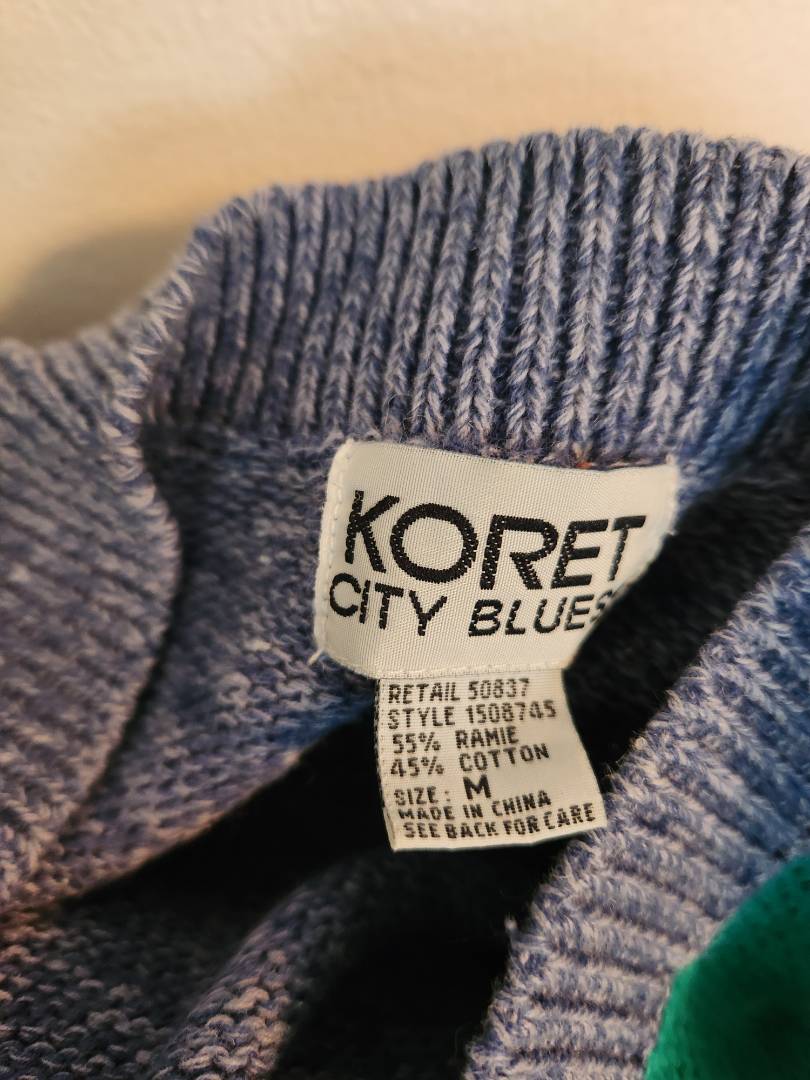 KORET
CITY BLUES
RETAIL 50837
STYLE 1508745
55% RAMIE
45% COTTON
SIZE: M
MADE IN CHINA
SEE BACK FOR CARE